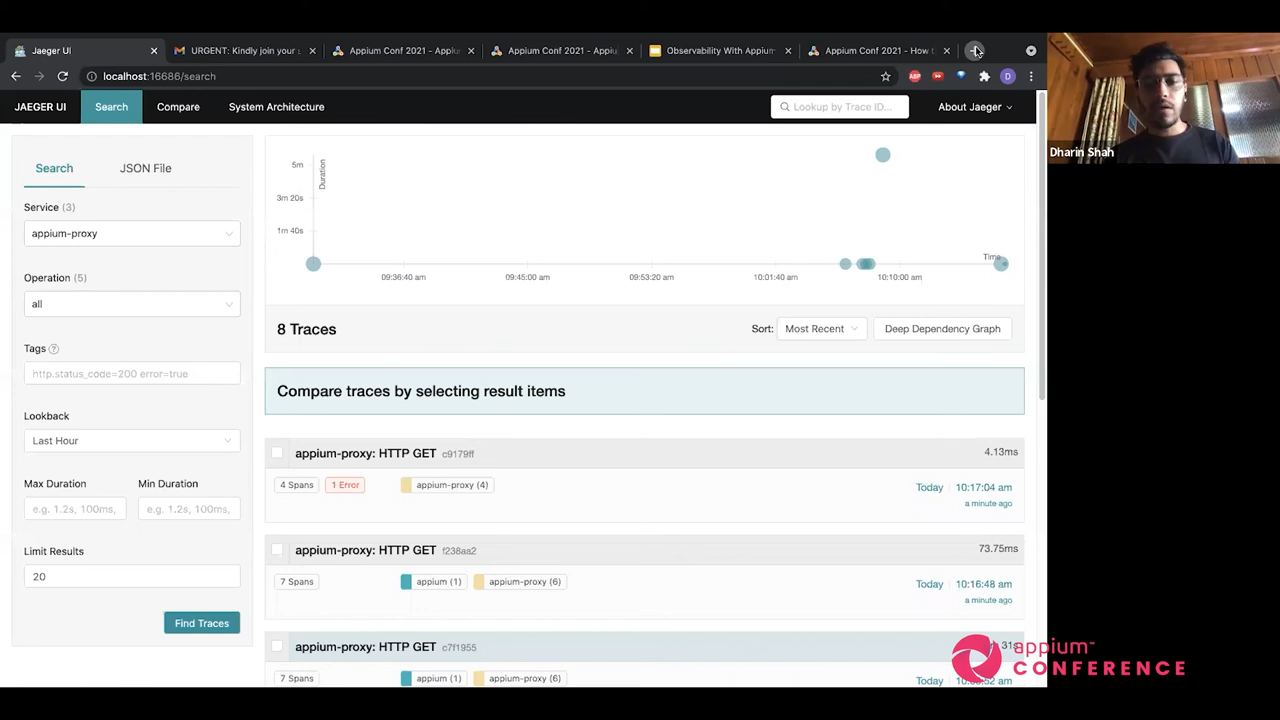 Jaeger UI
URGENT: Kindly join your
Appium Conf 2021 - Appiu
Appium Conf 2021 - Appiu
Observability With Appium
Appium Conf 2021 - How t
localhost:16686/search
ABP
D
JAEGER UI
Search
Compare
System Architecture
Lookup by Trace ID...
About Jaeger
Dharin Shah
Search
JSON File
Service (3)
appium-proxy
Operation (5)
all
Tags
http.status_code=200 error=true
Lookback
Last Hour
Max Duration
Min Duration
e.g. 1.2s, 100ms,
e.g. 1.2s, 100ms,
Limit Results
20
Find Traces
Duration
5m
3m 20s
1m 40s
Time
09:36:40 am
09:45:00 am
09:53:20 am
10:01:40 am
10:10:00 am
8 Traces
Sort:
Most Recent
Deep Dependency Graph
Compare traces by selecting result items
appium-proxy: HTTP GET c9179ff
4.13ms
4 Spans
1 Error
appium-proxy (4)
Today
10:17:04 am
a minute ago
appium-proxy: HTTP GET f238aa2
73.75ms
7 Spans
appium (1)
appium-proxy (6)
Today
10:16:48 am
a minute ago
appium-proxy: HTTP GET c7f1955
7 Spans
appium (1)
appium-proxy (6)
Today
appium™
CONFERENCE